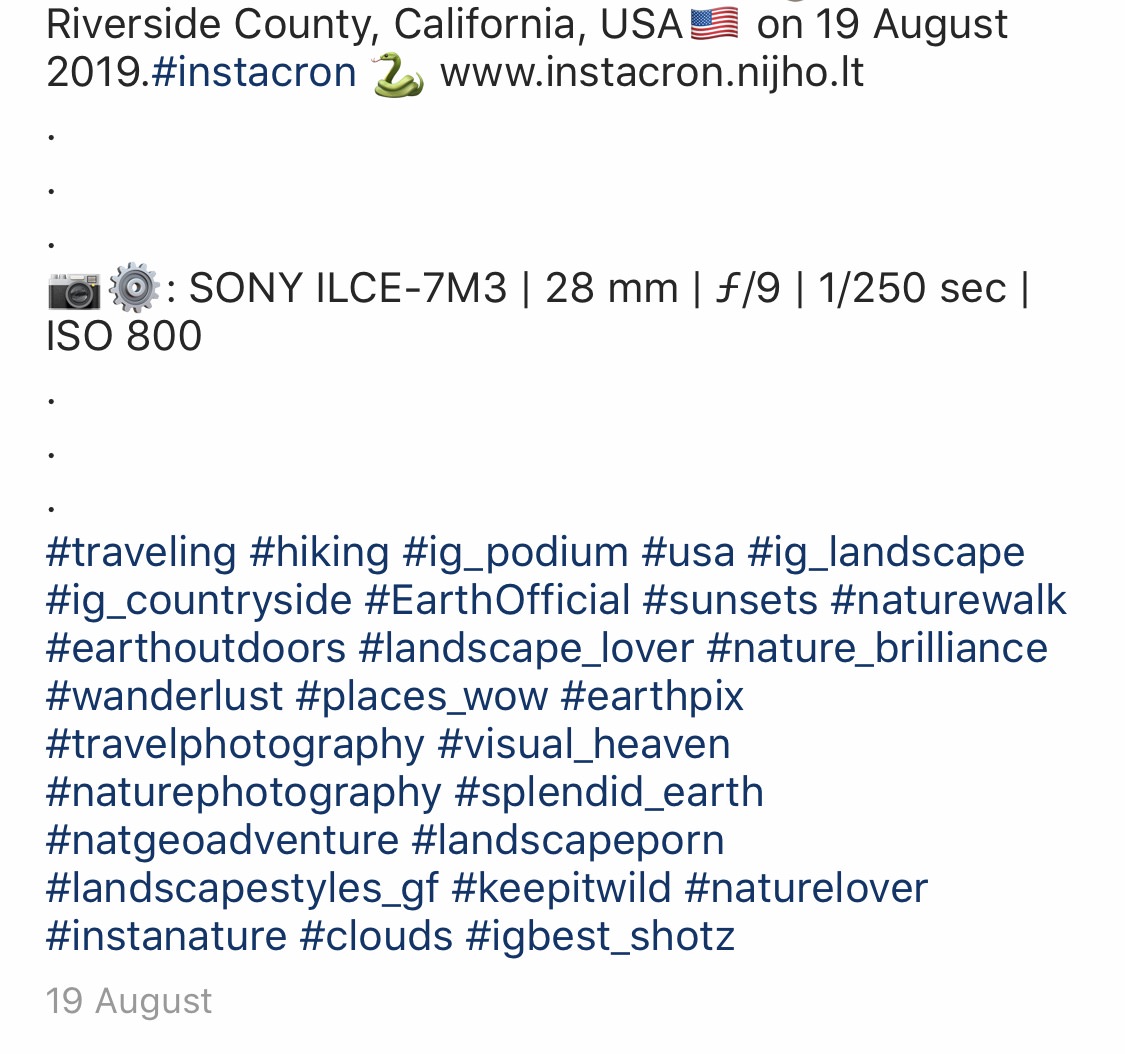 Riverside County, California, USA🇺🇸 on 19 August
2019.#instacron 🐍 www.instacron.nijho.lt
.
.
.
📷⚙️: SONY ILCE-7M3 | 28 mm | ƒ/9 | 1/250 sec |
ISO 800
.
.
.
#traveling #hiking #ig_podium #usa #ig_landscape
#ig_countryside #EarthOfficial #sunsets #naturewalk
#earthoutdoors #landscape_lover #nature_brilliance
#wanderlust #places_wow #earthpix
#travelphotography #visual_heaven
#naturephotography #splendid_earth
#natgeoadventure #landscapeporn
#landscapestyles_gf #keepitwild #naturelover
#instanature #clouds #igbest_shotz
19 August